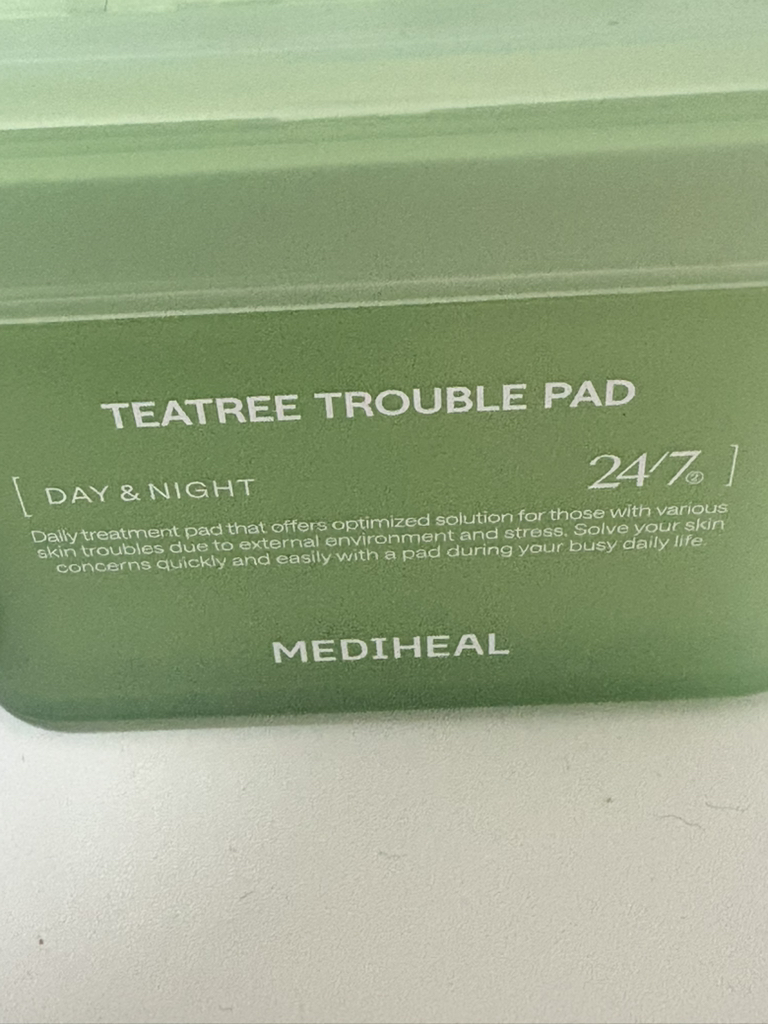 TEATREE TROUBLE PAD
[ DAY & NIGHT 24/7 ② ]
Daily treatment pad that offers optimized solution for those with various
skin troubles due to external environment and stress. Solve your skin
concerns quickly and easily with a pad during your busy daily life.
MEDIHEAL